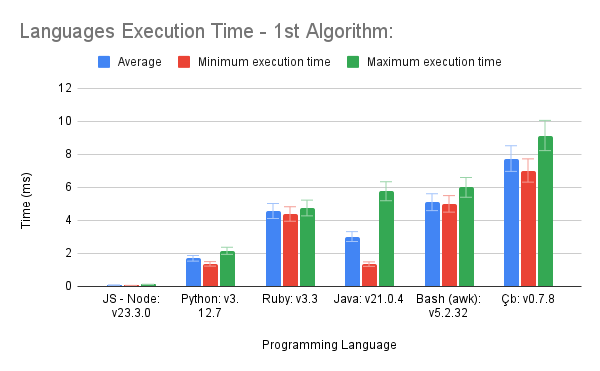 Languages Execution Time - 1st Algorithm:
Average Minimum execution time Maximum execution time
12
10
8
6
4
2
0
Time (ms)
JS - Node: v23.3.0
Python: v3.12.7
Ruby: v3.3
Java: v21.0.4
Bash (awk): v5.2.32
Çb: v0.7.8
Programming Language